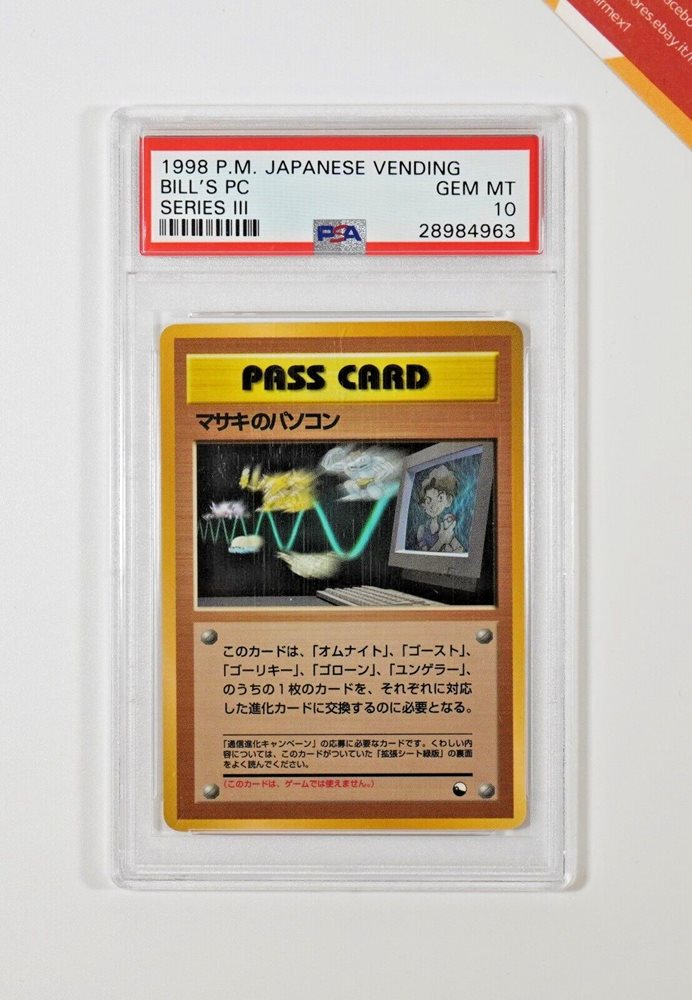 acebo
ores.ebay.it/
irmex1
1998 P.M. JAPANESE VENDING
BILL'S PC GEM MT
SERIES III 10
PSA 28984963
PASS CARD
マサキのパソコン
このカードは、「オムナイト」、「ゴースト」、
「ゴーリキー」、「ゴローン」、「ユンゲラー」、
のうちの1枚のカードを、それぞれに対応
した進化カードに交換するのに必要となる。
「通信進化キャンペーン」の応募に必要なカードです。くわしい内
容については、このカードがついていた「拡張シート緑版」の裏面
をよく読んでください。
(このカードは、ゲームでは使えません。)